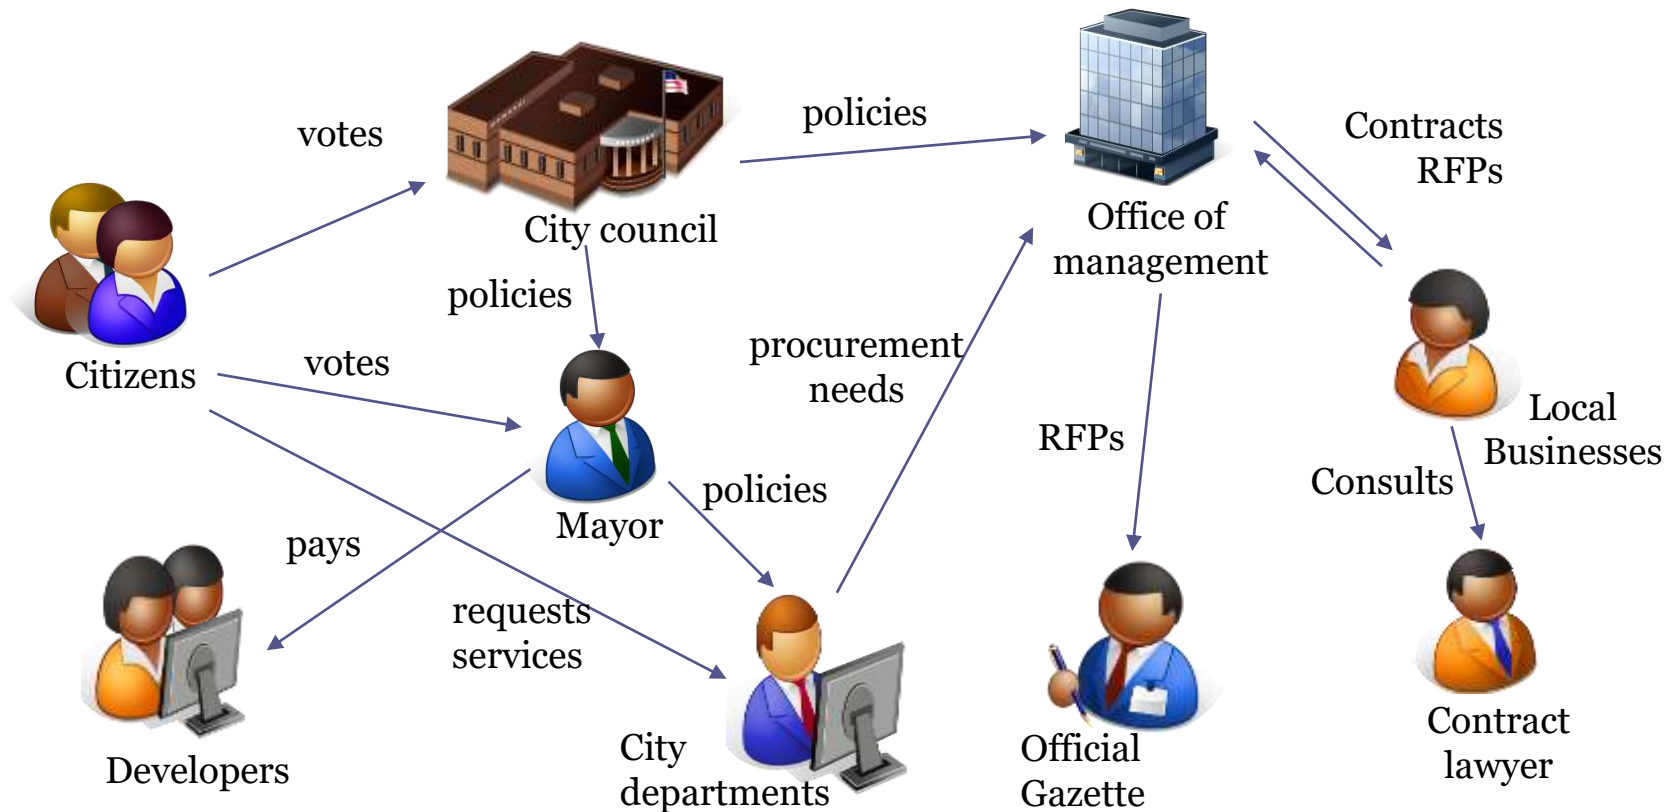 votes
policies
Contracts
RFPs
City council
Office of
management
policies
Citizens
votes
procurement
needs
Local
Businesses
RFPs
Consults
policies
Mayor
pays
requests
services
Developers
City
departments
Official
Gazette
Contract
lawyer